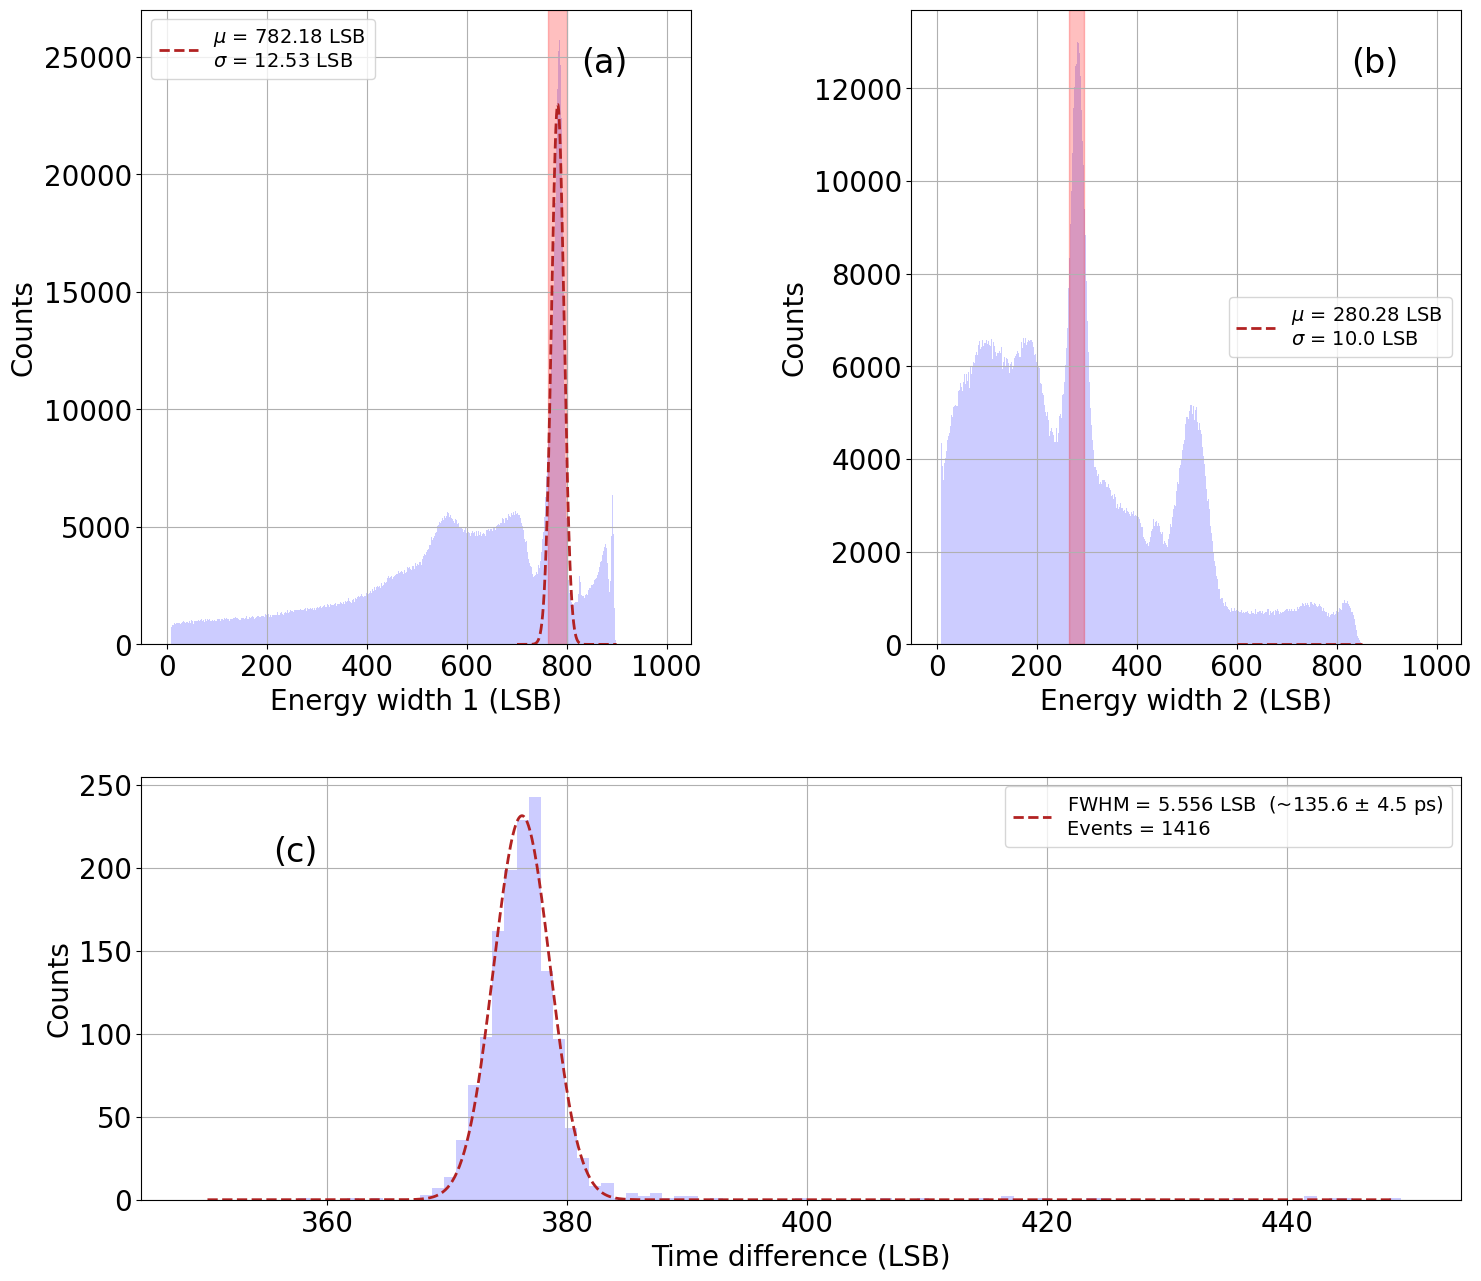 μ = 782.18 LSB
σ = 12.53 LSB
(a)
25000
20000
15000
10000
5000
0
Counts
0 200 400 600 800 1000
Energy width 1 (LSB)
(b)
12000
10000
8000
6000
4000
2000
0
Counts
μ = 280.28 LSB
σ = 10.0 LSB
0 200 400 600 800 1000
Energy width 2 (LSB)
250
200
150
100
50
0
Counts
(c)
FWHM = 5.556 LSB (~135.6 ± 4.5 ps)
Events = 1416
360 380 400 420 440
Time difference (LSB)